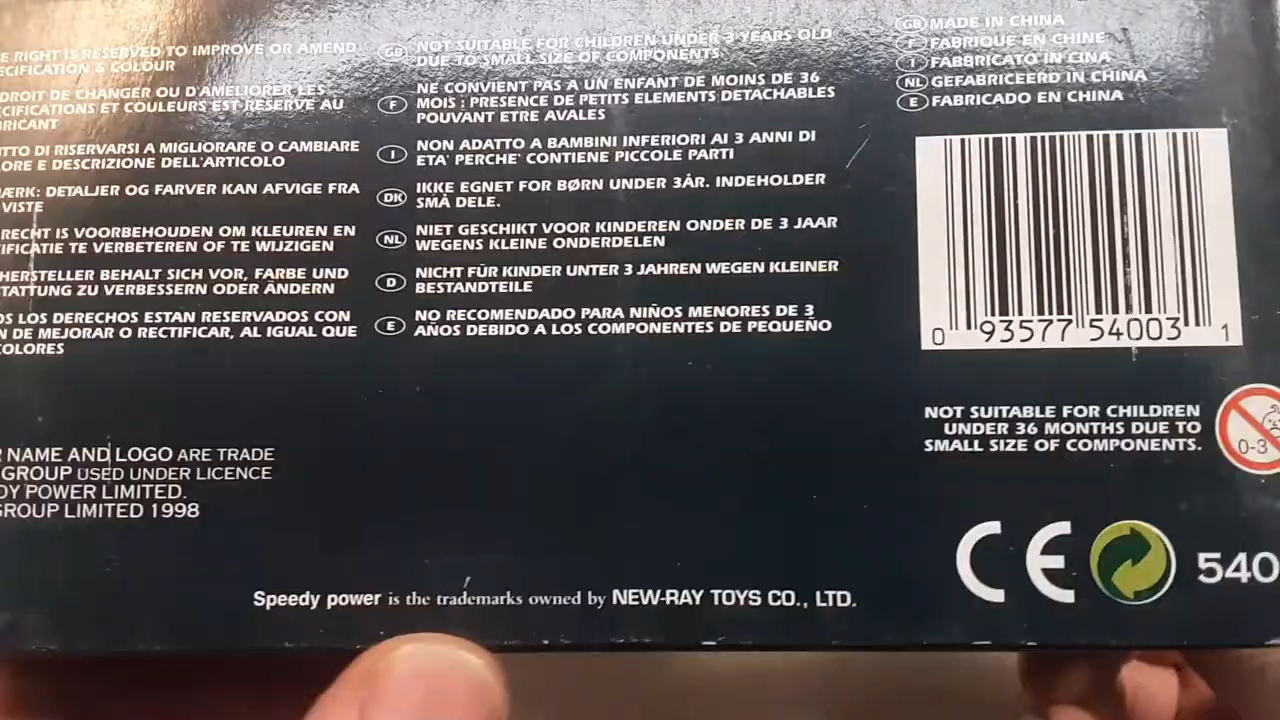 E RIGHT IS RESERVED TO IMPROVE OR AMEND
ECIFICATION & COLOUR
DROIT DE CHANGER OU D'AMELIORER LES
CIFICATIONS ET COULEURS EST RESERVE AU
BRICANT
ITTO DI RISERVARSI A MIGLIORARE O CAMBIARE
LORE E DESCRIZIONE DELL'ARTICOLO
ÆRK: DETALJER OG FARVER KAN AFVIGE FRA
VISTE
RECHT IS VOORBEHOUDEN OM KLEUREN EN
IFICATIE TE VERBETEREN OF TE WIJZIGEN
HERSTELLER BEHALT SICH VOR, FARBE UND
TATTUNG ZU VERBESSERN ODER ÄNDERN
OS LOS DERECHOS ESTAN RESERVADOS CON
N DE MEJORAR O RECTIFICAR, AL IGUAL QUE
COLORES
GB NOT SUITABLE FOR CHILDREN UNDER 3 YEARS OLD
DUE TO SMALL SIZE OF COMPONENTS
F NE CONVIENT PAS A UN ENFANT DE MOINS DE 36
MOIS : PRESENCE DE PETITS ELEMENTS DETACHABLES
POUVANT ETRE AVALES
I NON ADATTO A BAMBINI INFERIORI AI 3 ANNI DI
ETA' PERCHE' CONTIENE PICCOLE PARTI
DK IKKE EGNET FOR BØRN UNDER 3ÅR. INDEHOLDER
SMÅ DELE.
NL NIET GESCHIKT VOOR KINDEREN ONDER DE 3 JAAR
WEGENS KLEINE ONDERDELEN
D NICHT FÜR KINDER UNTER 3 JAHREN WEGEN KLEINER
BESTANDTEILE
E NO RECOMENDADO PARA NIÑOS MENORES DE 3
AÑOS DEBIDO A LOS COMPONENTES DE PEQUEÑO
GB MADE IN CHINA
F FABRIQUE EN CHINE
I FABBRICATO IN CINA
NL GEFABRICEERD IN CHINA
E FABRICADO EN CHINA
0 93577 54003 1
NOT SUITABLE FOR CHILDREN
UNDER 36 MONTHS DUE TO
SMALL SIZE OF COMPONENTS.
0-3
R NAME AND LOGO ARE TRADE
GROUP USED UNDER LICENCE
DY POWER LIMITED.
GROUP LIMITED 1998
CE
540
Speedy power is the trademarks owned by NEW-RAY TOYS CO., LTD.